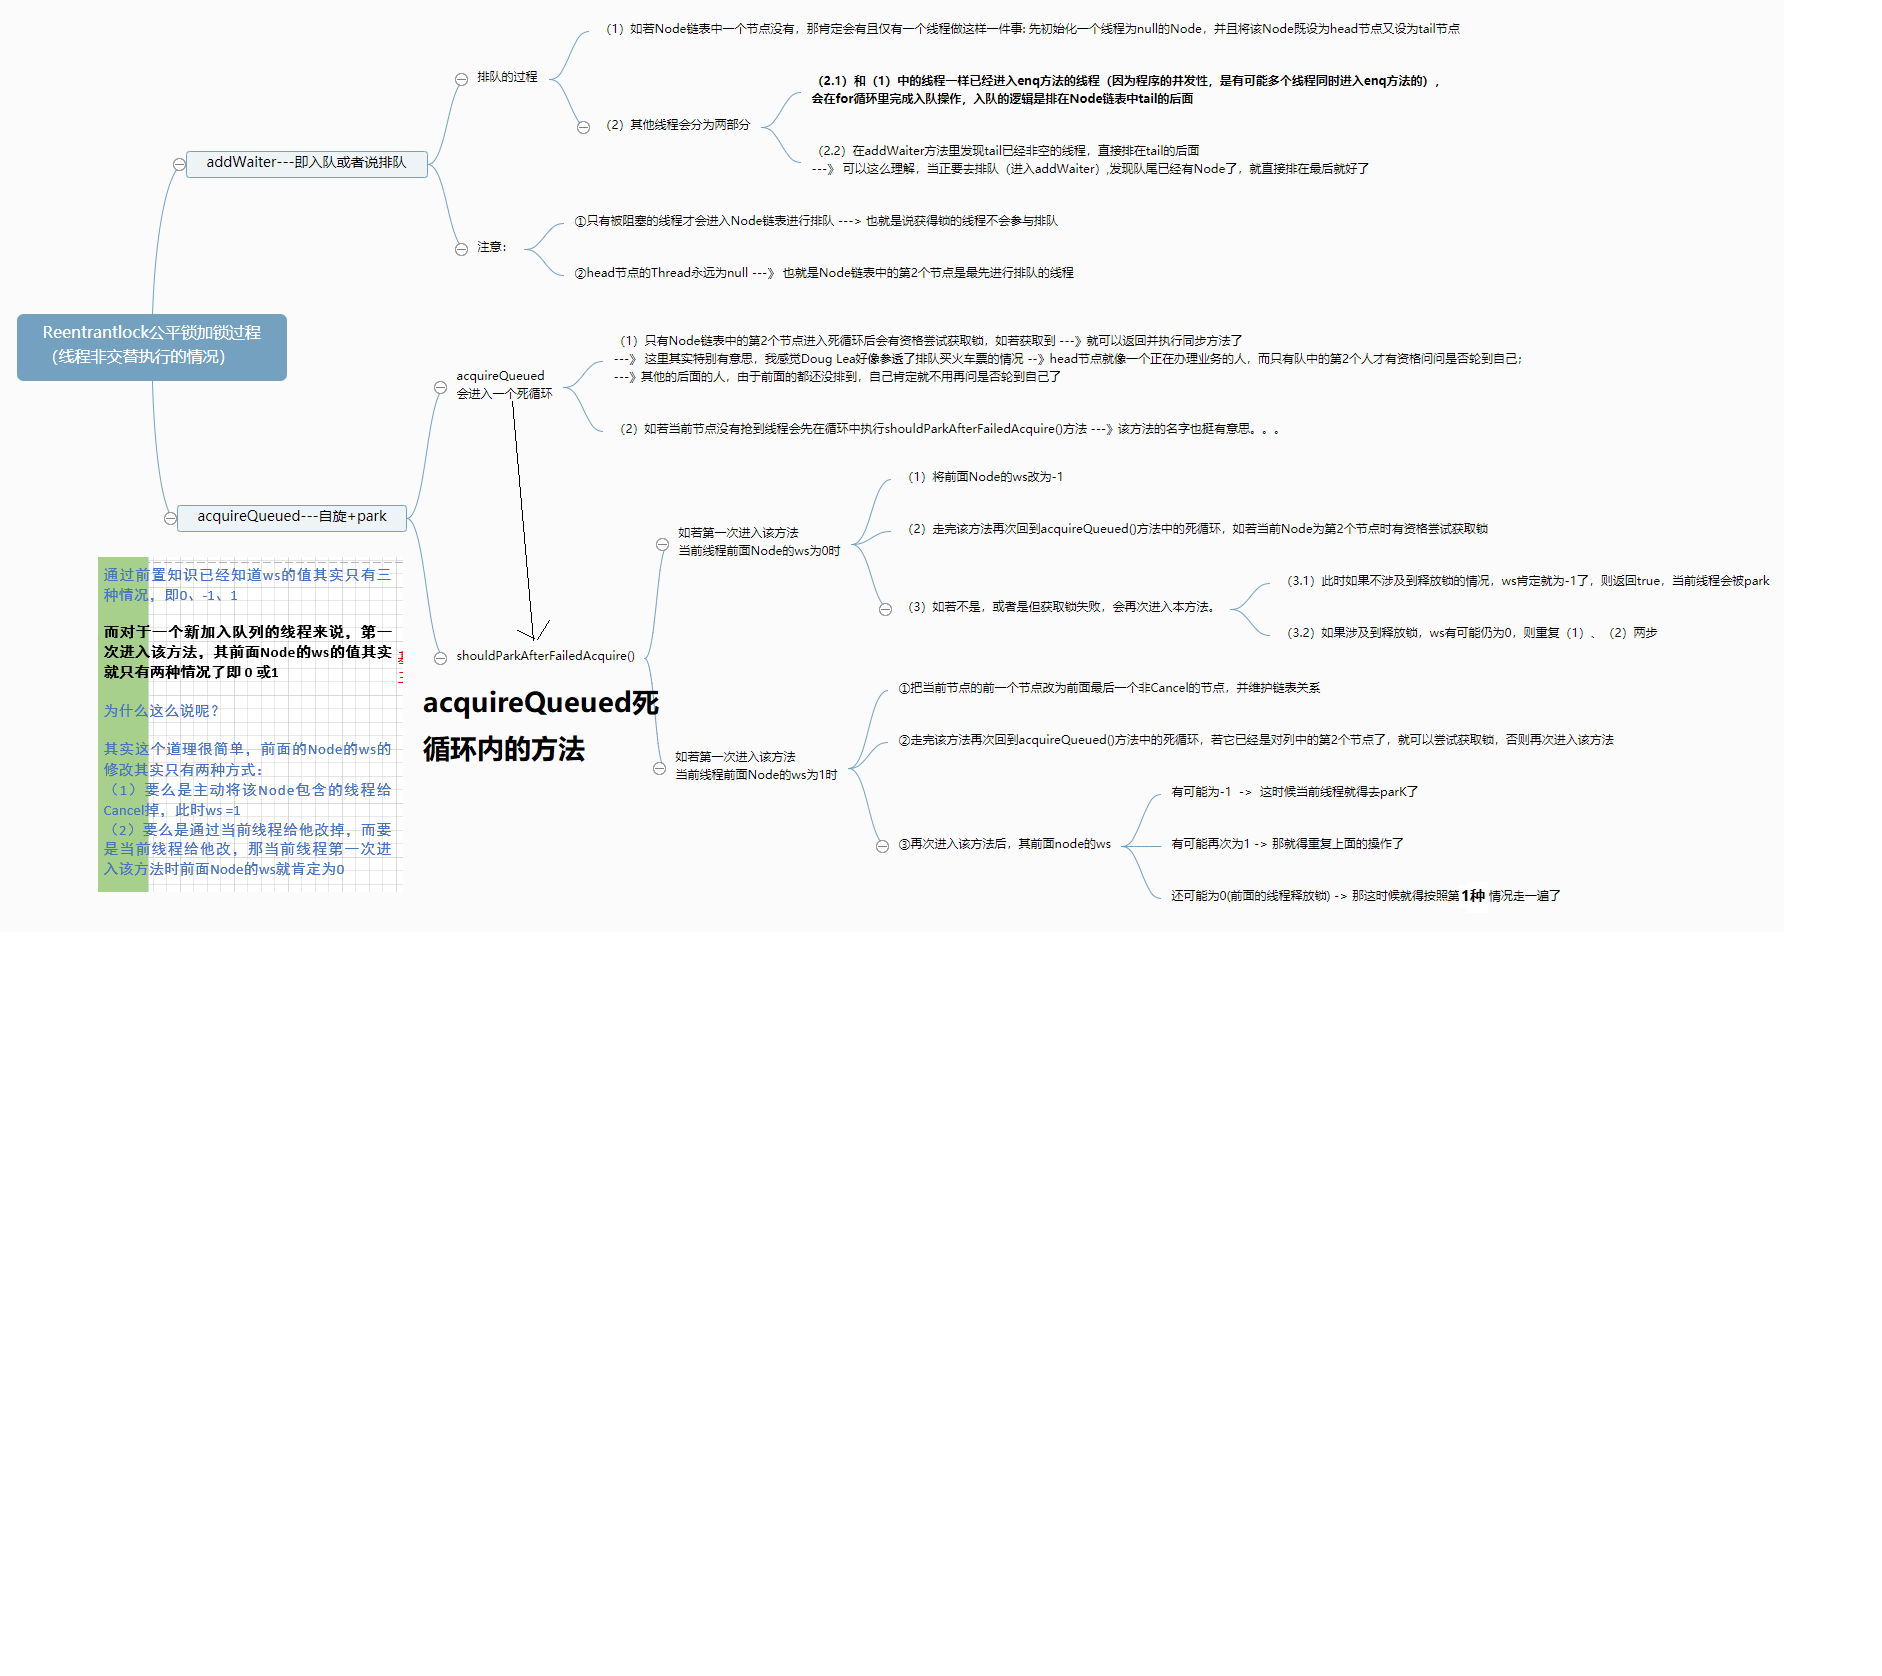 （1）如若Node链表中一个节点没有，那肯定会有且仅有一个线程做这样一件事: 先初始化一个线程为null的Node，并且将该Node既设为head节点又设为tail节点
排队的过程
（2.1）和（1）中的线程一样已经进入enq方法的线程（因为程序的并发性，是有可能多个线程同时进入enq方法的），
会在for循环里完成入队操作，入队的逻辑是排在Node链表中tail的后面
（2）其他线程会分为两部分
（2.2）在addWaiter方法里发现tail已经非空的线程，直接排在tail的后面
---》 可以这么理解，当正要去排队（进入addWaiter）,发现队尾已经有Node了，就直接排在最后就好了
addWaiter---即入队或者说排队
①只有被阻塞的线程才会进入Node链表进行排队 ---> 也就是说获得锁的线程不会参与排队
注意：
②head节点的Thread永远为null ---》 也就是Node链表中的第2个节点是最先进行排队的线程
Reentrantlock公平锁加锁过程
（线程非交替执行的情况）
（1）只有Node链表中的第2个节点进入死循环后会有资格尝试获取锁，如若获取到 ---》就可以返回并执行同步方法了
---》 这里其实特别有意思，我感觉Doug Lea好像参透了排队买火车票的情况 --》head节点就像一个正在办理业务的人，而只有队中的第2个人才有资格问问是否轮到自己；
---》其他的后面的人，由于前面的都还没排到，自己肯定就不用再问是否轮到自己了
acquireQueued
会进入一个死循环
（2）如若当前节点没有抢到线程会先在循环中执行shouldParkAfterFailedAcquire()方法 ---》该方法的名字也挺有意思。。。
acquireQueued---自旋+park
（1）将前面Node的ws改为-1
如若第一次进入该方法
当前线程前面Node的ws为0时
（2）走完该方法再次回到acquireQueued()方法中的死循环，如若当前Node为第2个节点时有资格尝试获取锁
（3.1）此时如果不涉及到释放锁的情况，ws肯定就为-1了，则返回true，当前线程会被park
（3）如若不是，或者是但获取锁失败，会再次进入本方法。
（3.2）如果涉及到释放锁，ws有可能仍为0，则重复（1）、（2）两步
shouldParkAfterFailedAcquire()
acquireQueued死
循环内的方法
①把当前节点的前一个节点改为前面最后一个非Cancel的节点，并维护链表关系
②走完该方法再次回到acquireQueued()方法中的死循环，若它已经是对列中的第2个节点了，就可以尝试获取锁，否则再次进入该方法
如若第一次进入该方法
当前线程前面Node的ws为1时
有可能为-1 -> 这时候当前线程就得去parK了
③再次进入该方法后，其前面node的ws
有可能再次为1 -> 那就得重复上面的操作了
还可能为0(前面的线程释放锁) -> 那这时候就得按照第1种 情况走一遍了
通过前置知识已经知道ws的值其实只有三
种情况，即0、-1、1
而对于一个新加入队列的线程来说，第一
次进入该方法，其前面Node的ws的值其实
就只有两种情况了即 0 或1
为什么这么说呢？
其实这个道理很简单，前面的Node的ws的
修改其实只有两种方式：
（1）要么是主动将该Node包含的线程给
Cancel掉，此时ws =1
（2）要么是通过当前线程给他改掉，而要
是当前线程给他改，那当前线程第一次进
入该方法时前面Node的ws就肯定为0